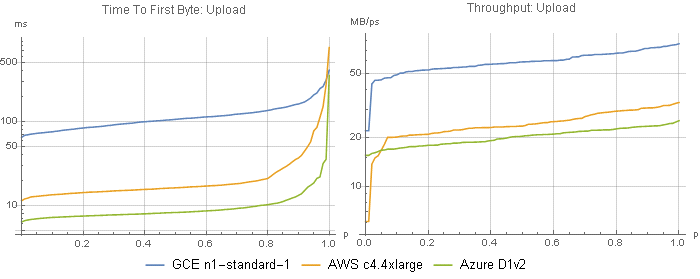 Time To First Byte: Upload
ms
500
100
50
10
0.2 0.4 0.6 0.8 1.0 p
Throughput: Upload
MB/ps
50
20
10
0.0 0.2 0.4 0.6 0.8 1.0 p
GCE n1-standard-1 AWS c4.4xlarge Azure D1v2